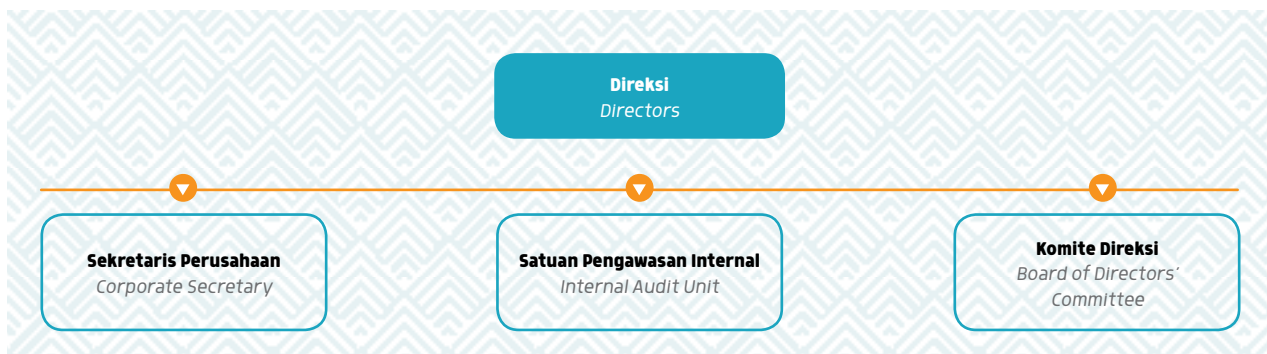 Direksi
Directors
Sekretaris Perusahaan
Corporate Secretary
Satuan Pengawasan Internal
Internal Audit Unit
Komite Direksi
Board of Directors'
Committee